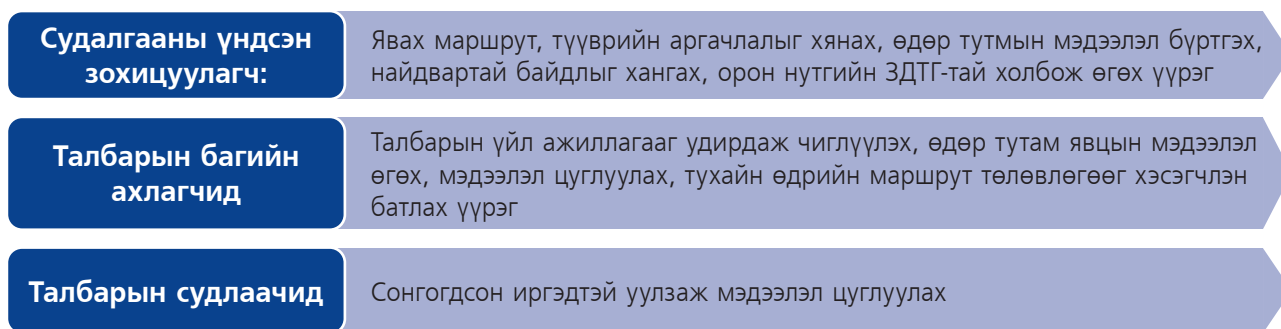 Судалгааны үндсэн
зохицуулагч:
Явах маршрут, түүврийн аргачлалыг хянах, өдөр тутмын мэдээлэл бүртгэх,
найдвартай байдлыг хангах, орон нутгийн ЗДТГ-тай холбож өгөх үүрэг
Талбарын багийн
ахлагчид
Талбарын үйл ажиллагааг удирдаж чиглүүлэх, өдөр тутам явцын мэдээлэл
өгөх, мэдээлэл цуглуулах, тухайн өдрийн маршрут төлөвлөгөөг хэсэгчлэн
батлах үүрэг
Талбарын судлаачид
Сонгогдсон иргэдтэй уулзаж мэдээлэл цуглуулах